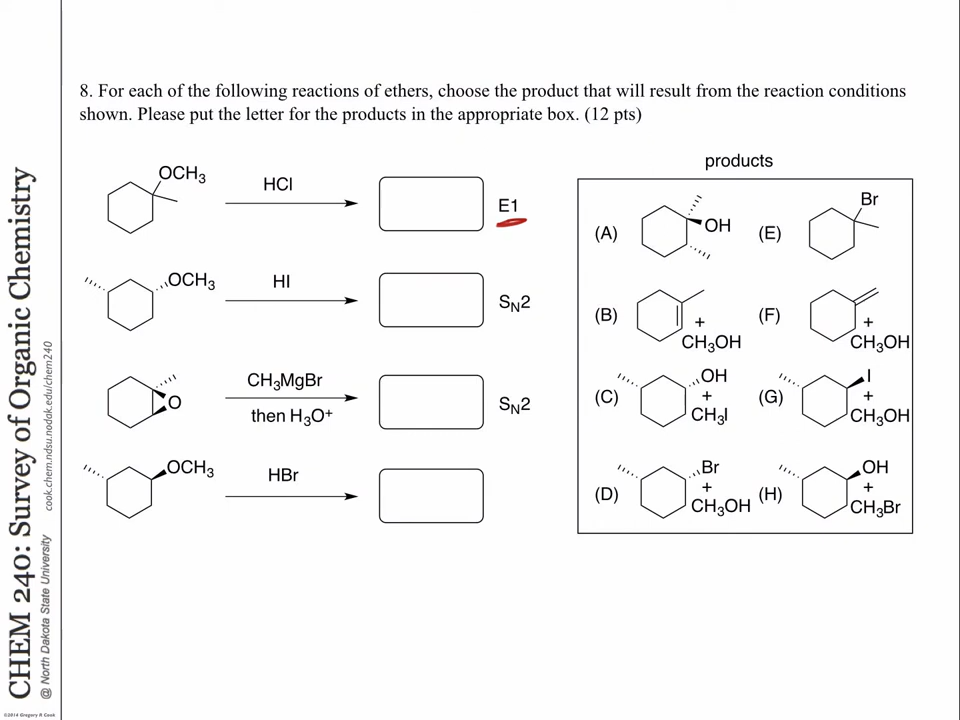 CHEM 240: Survey of Organic Chemistry
@ North Dakota State University cook.chem.ndsu.nodak.edu/chem240
©2014 Gregory R Cook
8. For each of the following reactions of ethers, choose the product that will result from the reaction conditions
shown. Please put the letter for the products in the appropriate box. (12 pts)
products
OCH3
HCl
E1
OCH3
HI
SN2
O
CH3MgBr
then H3O+
SN2
OCH3
HBr
(A)
OH
(E)
Br
(B)
+
CH3OH
(F)
+
CH3OH
(C)
OH
+
CH3I
(G)
I
+
CH3OH
(D)
Br
+
CH3OH
(H)
OH
+
CH3Br